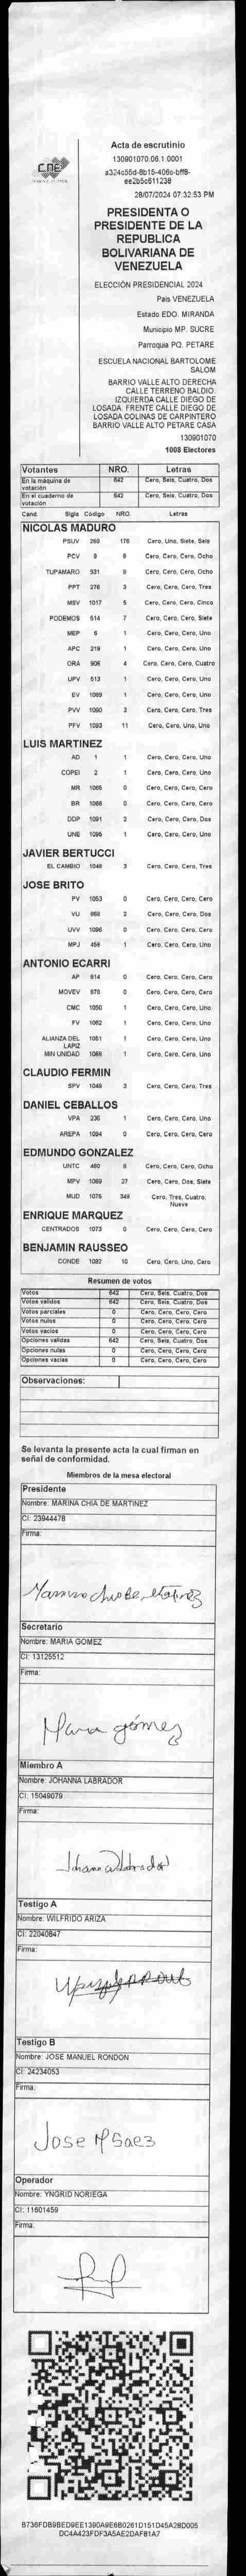 CNE
Acta de escrutinio
130901070.06.1.0001
a324c55d-8b15-406c-bff8-
ee2b5c611238
28/07/2024 07:32:53 PM
PRESIDENTA O
PRESIDENTE DE LA
REPUBLICA
BOLIVARIANA DE
VENEZUELA
ELECCIÓN PRESIDENCIAL 2024
País VENEZUELA
Estado EDO. MIRANDA
Municipio MP. SUCRE
Parroquia PQ. PETARE
ESCUELA NACIONAL BARTOLOME
SALOM
BARRIO VALLE ALTO DERECHA
CALLE TERRENO BALDIO.
IZQUIERDA CALLE DIEGO DE
LOSADA. FRENTE CALLE DIEGO DE
LOSADA COLINAS DE CARPINTERO
BARRIO VALLE ALTO PETARE CASA
130901070
1008 Electores
Votantes NRO. Letras
En la máquina de votación 642 Cero, Seis, Cuatro, Dos
En el cuaderno de votación 642 Cero, Seis, Cuatro, Dos
Cand. Sigla Código NRO. Letras
NICOLAS MADURO
PSUV 269 176 Cero, Uno, Siete, Seis
PCV 9 8 Cero, Cero, Cero, Ocho
TUPAMARO 931 8 Cero, Cero, Cero, Ocho
PPT 276 3 Cero, Cero, Cero, Tres
MSV 1017 5 Cero, Cero, Cero, Cinco
PODEMOS 514 7 Cero, Cero, Cero, Siete
MEP 6 1 Cero, Cero, Cero, Uno
APC 219 1 Cero, Cero, Cero, Uno
ORA 906 4 Cero, Cero, Cero, Cuatro
UPV 513 1 Cero, Cero, Cero, Uno
EV 1089 1 Cero, Cero, Cero, Uno
PVV 1090 3 Cero, Cero, Cero, Tres
PFV 1093 11 Cero, Cero, Uno, Uno
LUIS MARTINEZ
AD 1 1 Cero, Cero, Cero, Uno
COPEI 2 1 Cero, Cero, Cero, Uno
MR 1065 0 Cero, Cero, Cero, Cero
BR 1066 0 Cero, Cero, Cero, Cero
DDP 1091 2 Cero, Cero, Cero, Dos
UNE 1095 1 Cero, Cero, Cero, Uno
JAVIER BERTUCCI
EL CAMBIO 1048 3 Cero, Cero, Cero, Tres
JOSE BRITO
PV 1053 0 Cero, Cero, Cero, Cero
VU 868 2 Cero, Cero, Cero, Dos
UVV 1096 0 Cero, Cero, Cero, Cero
MPJ 458 1 Cero, Cero, Cero, Uno
ANTONIO ECARRI
AP 914 0 Cero, Cero, Cero, Cero
MOVEV 970 0 Cero, Cero, Cero, Cero
CMC 1050 1 Cero, Cero, Cero, Uno
FV 1062 1 Cero, Cero, Cero, Uno
ALIANZA DEL LAPIZ 1051 1 Cero, Cero, Cero, Uno
MIN UNIDAD 1068 1 Cero, Cero, Cero, Uno
CLAUDIO FERMIN
SPV 1049 3 Cero, Cero, Cero, Tres
DANIEL CEBALLOS
VPA 236 1 Cero, Cero, Cero, Uno
AREPA 1094 0 Cero, Cero, Cero, Cero
EDMUNDO GONZALEZ
UNTC 460 8 Cero, Cero, Cero, Ocho
MPV 1069 27 Cero, Cero, Dos, Siete
MUD 1075 349 Cero, Tres, Cuatro, Nueve
ENRIQUE MARQUEZ
CENTRADOS 1073 0 Cero, Cero, Cero, Cero
BENJAMIN RAUSSEO
CONDE 1092 10 Cero, Cero, Uno, Cero
Resumen de votos
Votos 642 Cero, Seis, Cuatro, Dos
Votos validos 642 Cero, Seis, Cuatro, Dos
Votos parciales 0 Cero, Cero, Cero, Cero
Votos nulos 0 Cero, Cero, Cero, Cero
Votos vacios 0 Cero, Cero, Cero, Cero
Opciones validas 642 Cero, Seis, Cuatro, Dos
Opciones nulas 0 Cero, Cero, Cero, Cero
Opciones vacias 0 Cero, Cero, Cero, Cero
Observaciones:
Se levanta la presente acta la cual firman en
señal de conformidad.
Miembros de la mesa electoral
Presidente
Nombre: MARINA CHIA DE MARTINEZ
CI: 23944478
Firma:
Secretario
Nombre: MARIA GOMEZ
CI: 13125512
Firma:
Maria gómez
Miembro A
Nombre: JOHANNA LABRADOR
CI: 15049079
Firma:
Johanna Labrador
Testigo A
Nombre: WILFRIDO ARIZA
CI: 22040847
Firma:
Testigo B
Nombre: JOSE MANUEL RONDON
CI: 24234053
Firma:
Jose M Saez
Operador
Nombre: YNGRID NORIEGA
CI: 11601459
Firma:
B736FDB9BED9EE1390A9E6B0261D151D45A28D005
DC4A423FDF3A5AE2DAFB1A7